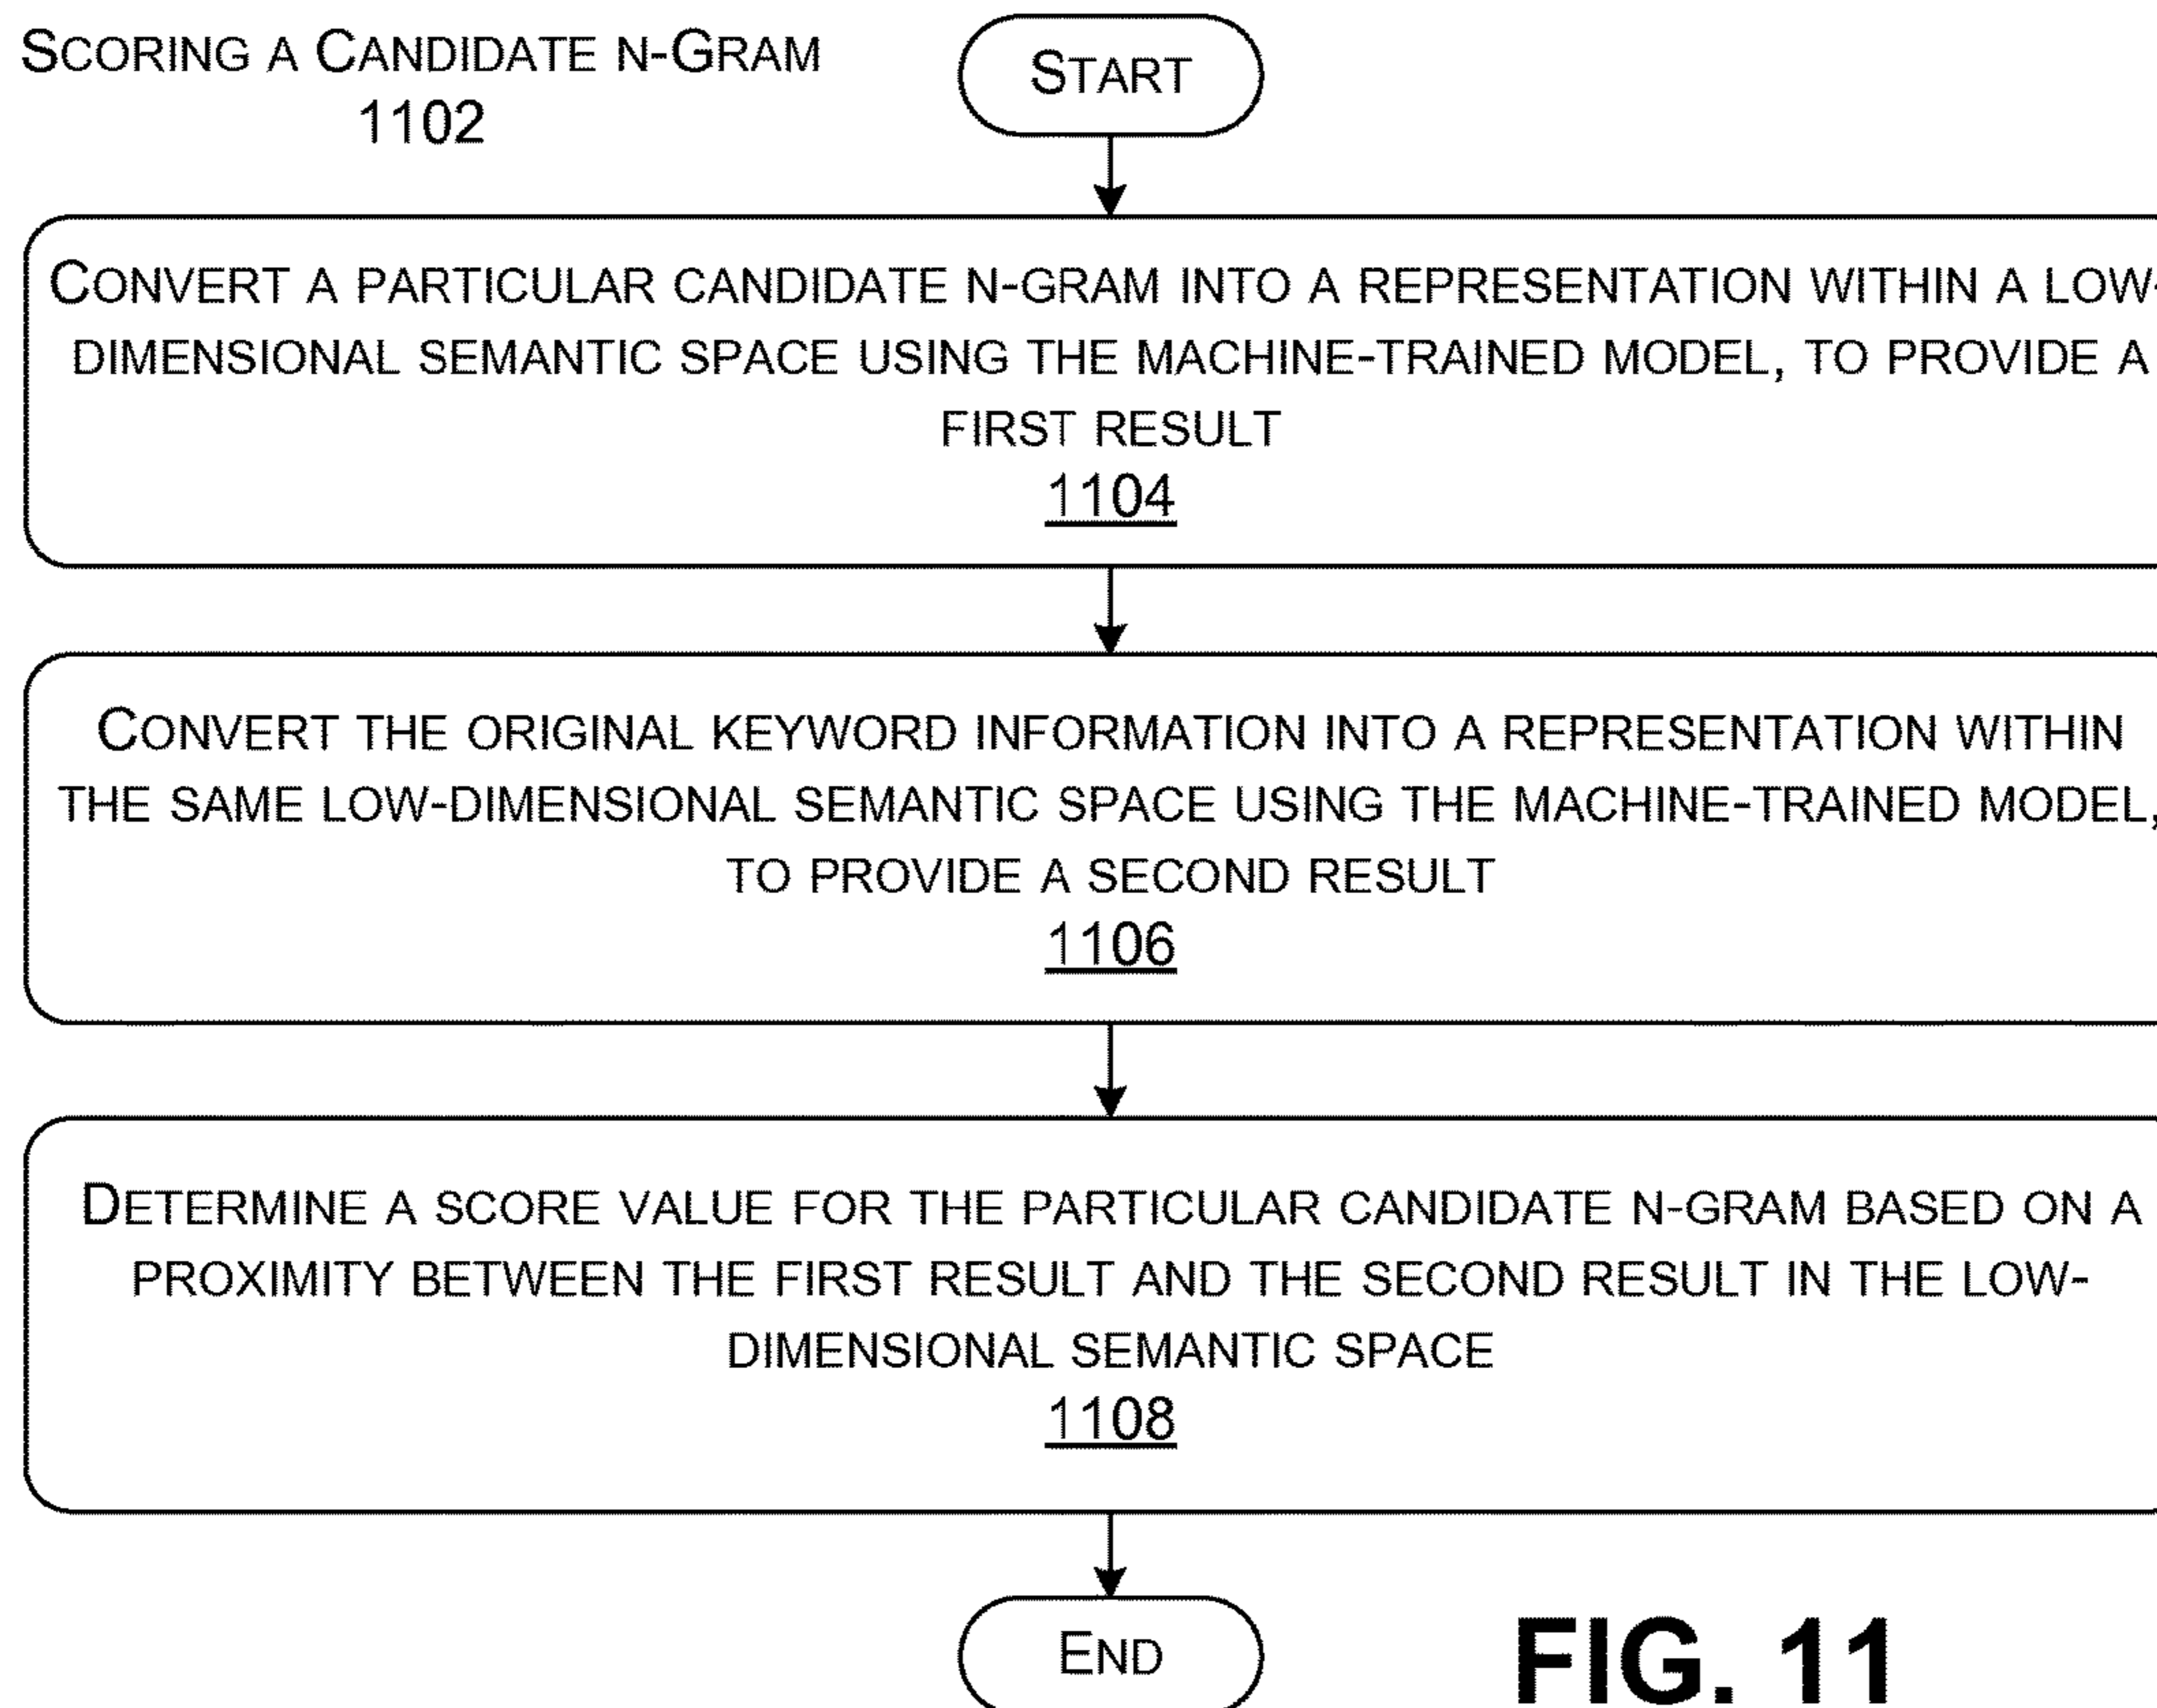 SCORING A CANDIDATE N-GRAM
1102
START
CONVERT A PARTICULAR CANDIDATE N-GRAM INTO A REPRESENTATION WITHIN A LOW-
DIMENSIONAL SEMANTIC SPACE USING THE MACHINE-TRAINED MODEL, TO PROVIDE A
FIRST RESULT
1104
CONVERT THE ORIGINAL KEYWORD INFORMATION INTO A REPRESENTATION WITHIN
THE SAME LOW-DIMENSIONAL SEMANTIC SPACE USING THE MACHINE-TRAINED MODEL,
TO PROVIDE A SECOND RESULT
1106
DETERMINE A SCORE VALUE FOR THE PARTICULAR CANDIDATE N-GRAM BASED ON A
PROXIMITY BETWEEN THE FIRST RESULT AND THE SECOND RESULT IN THE LOW-
DIMENSIONAL SEMANTIC SPACE
1108
END
FIG. 11